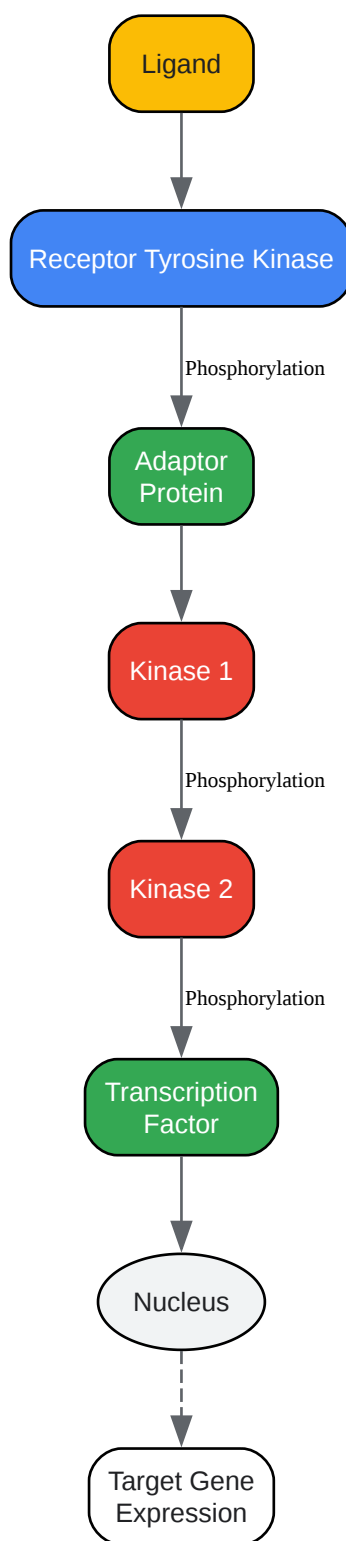 Ligand
Receptor Tyrosine Kinase
Phosphorylation
Adaptor
Protein
Kinase 1
Phosphorylation
Kinase 2
Phosphorylation
Transcription
Factor
Nucleus
Target Gene
Expression